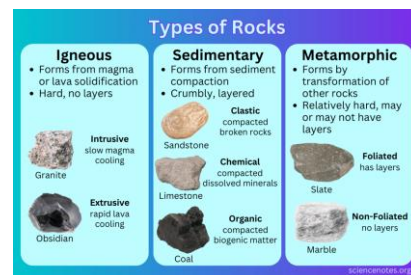 Types of Rocks
Igneous
• Forms from magma
or lava solidification
• Hard, no layers
Intrusive
slow magma
cooling
Granite
Extrusive
rapid lava
cooling
Obsidian
Sedimentary
• Forms from sediment
compaction
• Crumbly, layered
Clastic
compacted
broken rocks
Sandstone
Chemical
compacted
dissolved minerals
Limestone
Organic
compacted
biogenic matter
Coal
Metamorphic
• Forms by
transformation of
other rocks
• Relatively hard, may
or may not have
layers
Foliated
has layers
Slate
Non-Foliated
no layers
Marble
sciencenotes.org